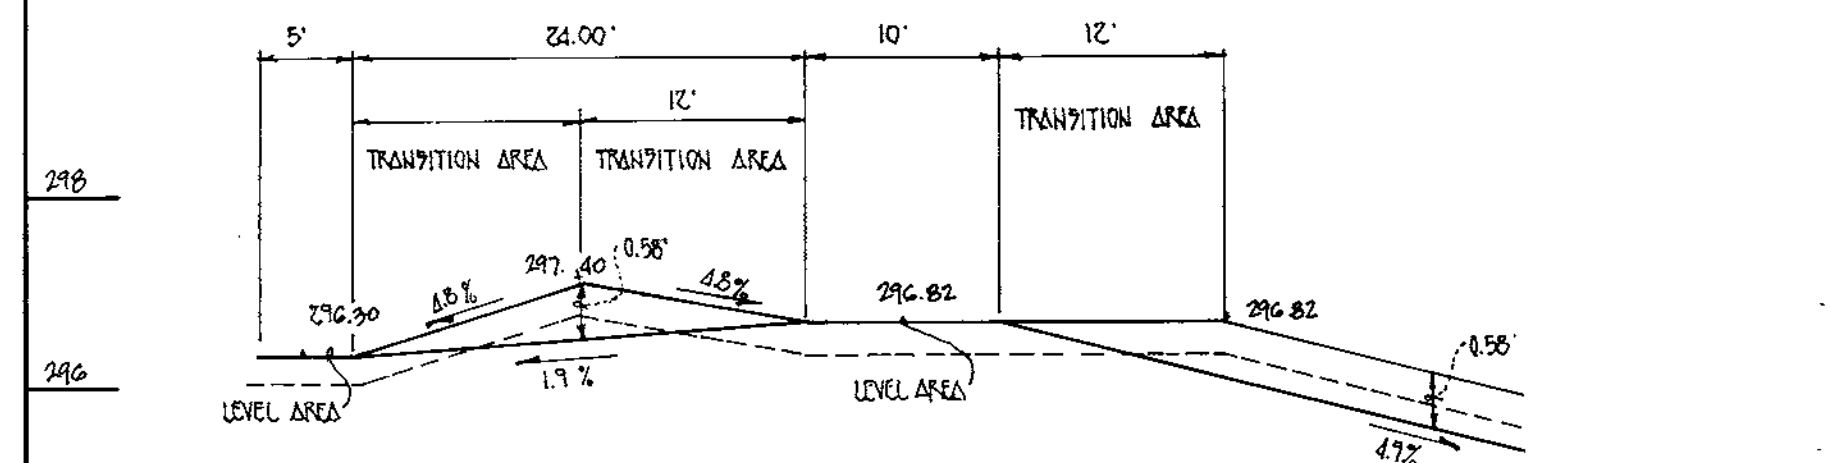 5' 24.00' 10' 12'
12'
TRANSITION AREA
TRANSITION AREA TRANSITION AREA
298
0.58'
297.40
4.8% 4.8%
296.82
296.30 296.82
0.58'
296
1.9%
LEVEL AREA
LEVEL AREA
4.9%